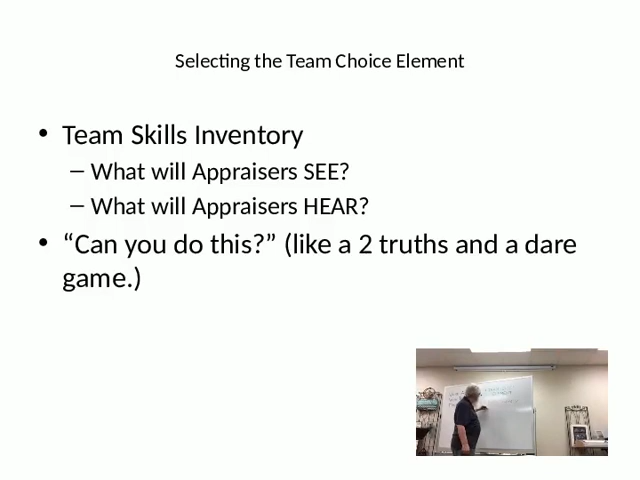 Selecting the Team Choice Element
• Team Skills Inventory
– What will Appraisers SEE?
– What will Appraisers HEAR?
• “Can you do this?” (like a 2 truths and a dare
game.)